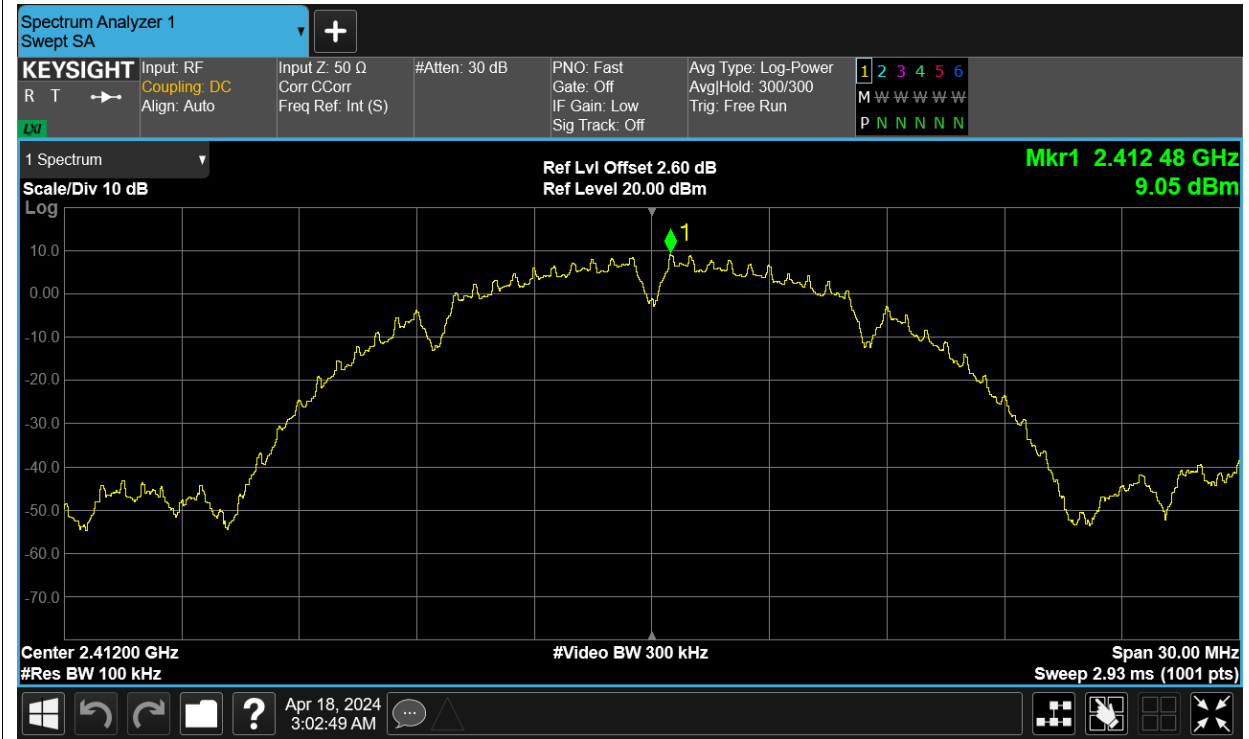 Spectrum Analyzer 1
Swept SA
+
KEYSIGHT
R T
LXI
Input: RF
Coupling: DC
Align: Auto
Input Z: 50 Ω
Corr CCorr
Freq Ref: Int (S)
#Atten: 30 dB
PNO: Fast
Gate: Off
IF Gain: Low
Sig Track: Off
Avg Type: Log-Power
Avg|Hold: 300/300
Trig: Free Run
1 2 3 4 5 6
M W W W W W
P N N N N N
1 Spectrum
Scale/Div 10 dB
Log
Ref Lvl Offset 2.60 dB
Ref Level 20.00 dBm
Mkr1 2.412 48 GHz
9.05 dBm
1
10.0
0.00
-10.0
-20.0
-30.0
-40.0
-50.0
-60.0
-70.0
Center 2.41200 GHz
#Res BW 100 kHz
#Video BW 300 kHz
Span 30.00 MHz
Sweep 2.93 ms (1001 pts)
?
Apr 18, 2024
3:02:49 AM